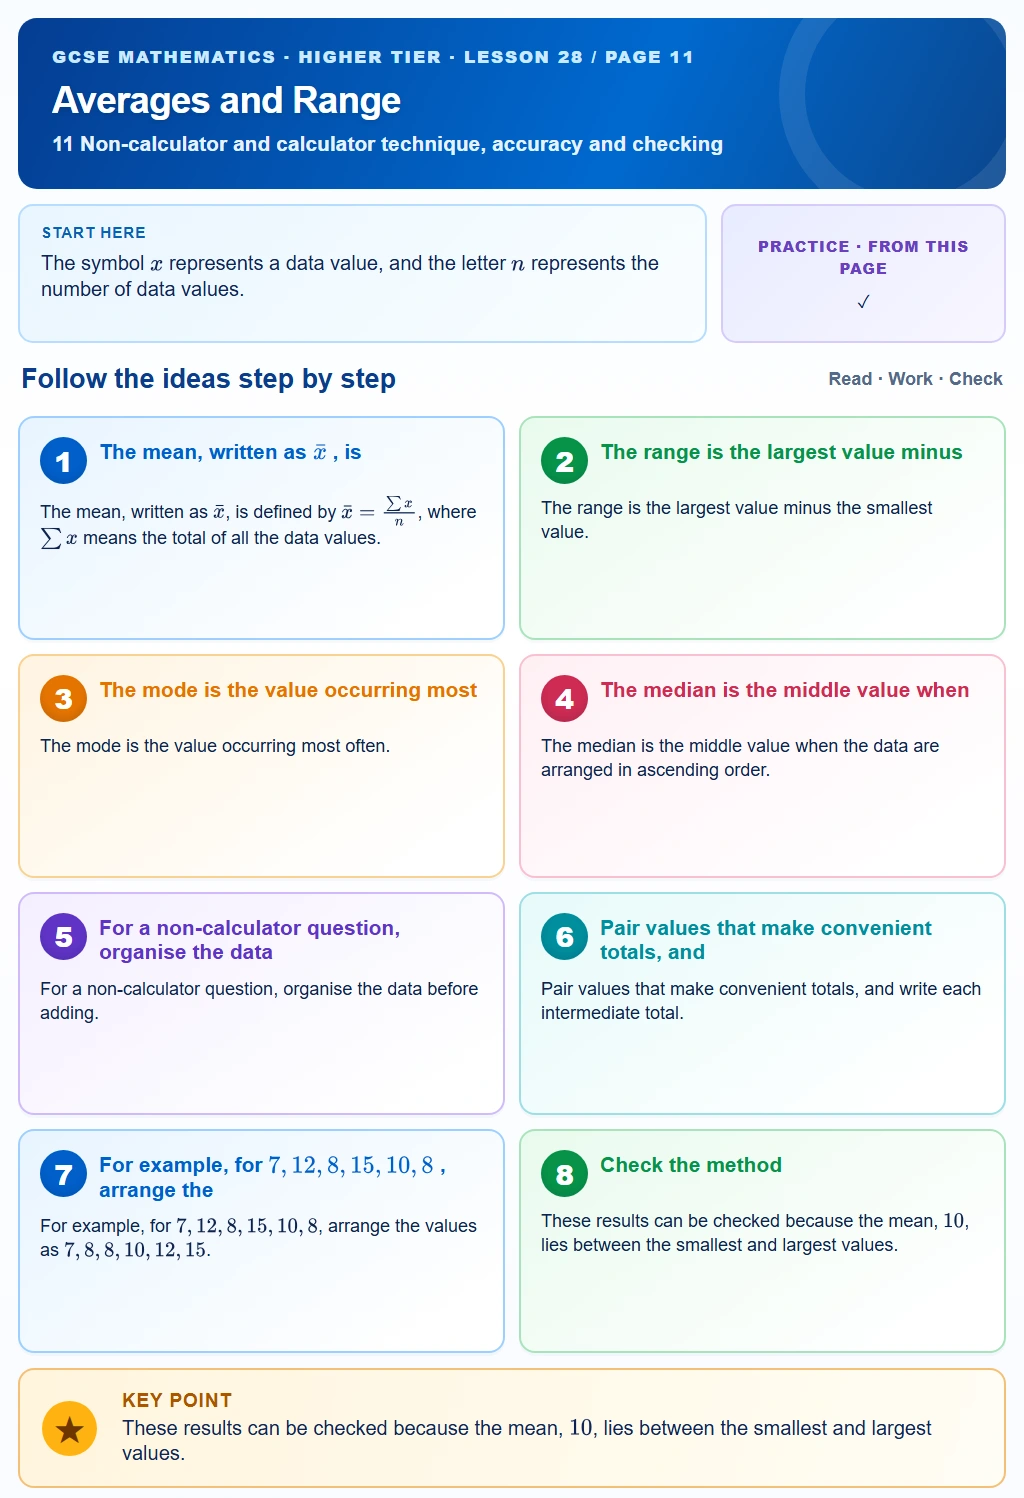 GCSE MATHEMATICS · HIGHER TIER · LESSON 28 / PAGE 11
Averages and Range
11 Non-calculator and calculator technique, accuracy and checking
START HERE
The symbol x represents a data value, and the letter n represents the
number of data values.
PRACTICE · FROM THIS
PAGE
✓
Follow the ideas step by step
Read · Work · Check
1
The mean, written as x̄ , is
The mean, written as x̄, is defined by x̄ = ∑x/n, where
∑x means the total of all the data values.
2
The range is the largest value minus
The range is the largest value minus the smallest
value.
3
The mode is the value occurring most
The mode is the value occurring most often.
4
The median is the middle value when
The median is the middle value when the data are
arranged in ascending order.
5
For a non-calculator question,
organise the data
For a non-calculator question, organise the data before
adding.
6
Pair values that make convenient
totals, and
Pair values that make convenient totals, and write each
intermediate total.
7
For example, for 7, 12, 8, 15, 10, 8 ,
arrange the
For example, for 7, 12, 8, 15, 10, 8, arrange the values
as 7, 8, 8, 10, 12, 15.
8
Check the method
These results can be checked because the mean, 10,
lies between the smallest and largest values.
KEY POINT
These results can be checked because the mean, 10, lies between the smallest and largest
values.